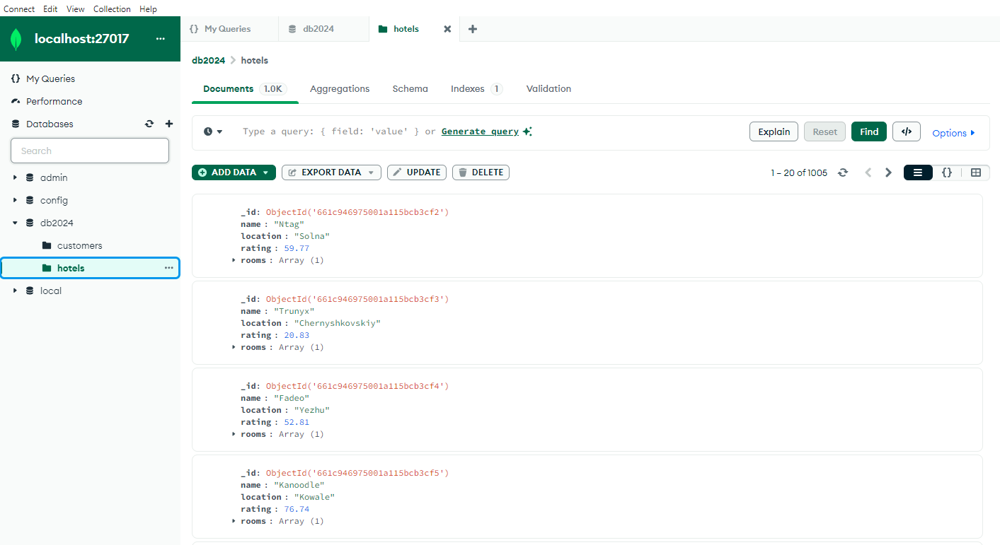 Connect Edit View Collection Help
localhost:27017 ···
{} My Queries db2024 hotels
My Queries
Performance
Databases
Search
admin
config
db2024
customers
hotels ···
local
db2024 > hotels
Documents 1.0K Aggregations Schema Indexes 1 Validation
Type a query: { field: 'value' } or Generate query
Explain Reset Find </> Options
ADD DATA EXPORT DATA UPDATE DELETE
1 – 20 of 1005 {}
_id: ObjectId('661c946975001a115bcb3cf2')
name : "Ntag"
location : "Solna"
rating : 59.77
rooms : Array (1)
_id: ObjectId('661c946975001a115bcb3cf3')
name : "Trunyx"
location : "Chernyshkovskiy"
rating : 20.83
rooms : Array (1)
_id: ObjectId('661c946975001a115bcb3cf4')
name : "Fadeo"
location : "Yezhu"
rating : 52.81
rooms : Array (1)
_id: ObjectId('661c946975001a115bcb3cf5')
name : "Kanoodle"
location : "Kowale"
rating : 76.74
rooms : Array (1)